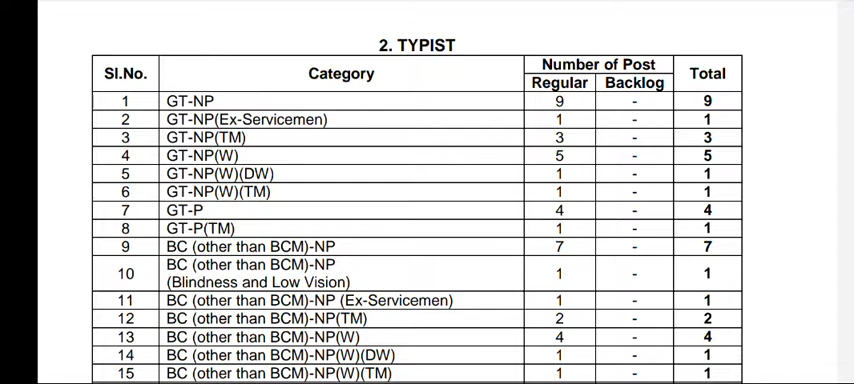 2. TYPIST
Sl.No. Category Number of Post Total
Regular Backlog
1 GT-NP 9 - 9
2 GT-NP(Ex-Servicemen) 1 - 1
3 GT-NP(TM) 3 - 3
4 GT-NP(W) 5 - 5
5 GT-NP(W)(DW) 1 - 1
6 GT-NP(W)(TM) 1 - 1
7 GT-P 4 - 4
8 GT-P(TM) 1 - 1
9 BC (other than BCM)-NP 7 - 7
10 BC (other than BCM)-NP
(Blindness and Low Vision) 1 - 1
11 BC (other than BCM)-NP (Ex-Servicemen) 1 - 1
12 BC (other than BCM)-NP(TM) 2 - 2
13 BC (other than BCM)-NP(W) 4 - 4
14 BC (other than BCM)-NP(W)(DW) 1 - 1
15 BC (other than BCM)-NP(W)(TM) 1 - 1